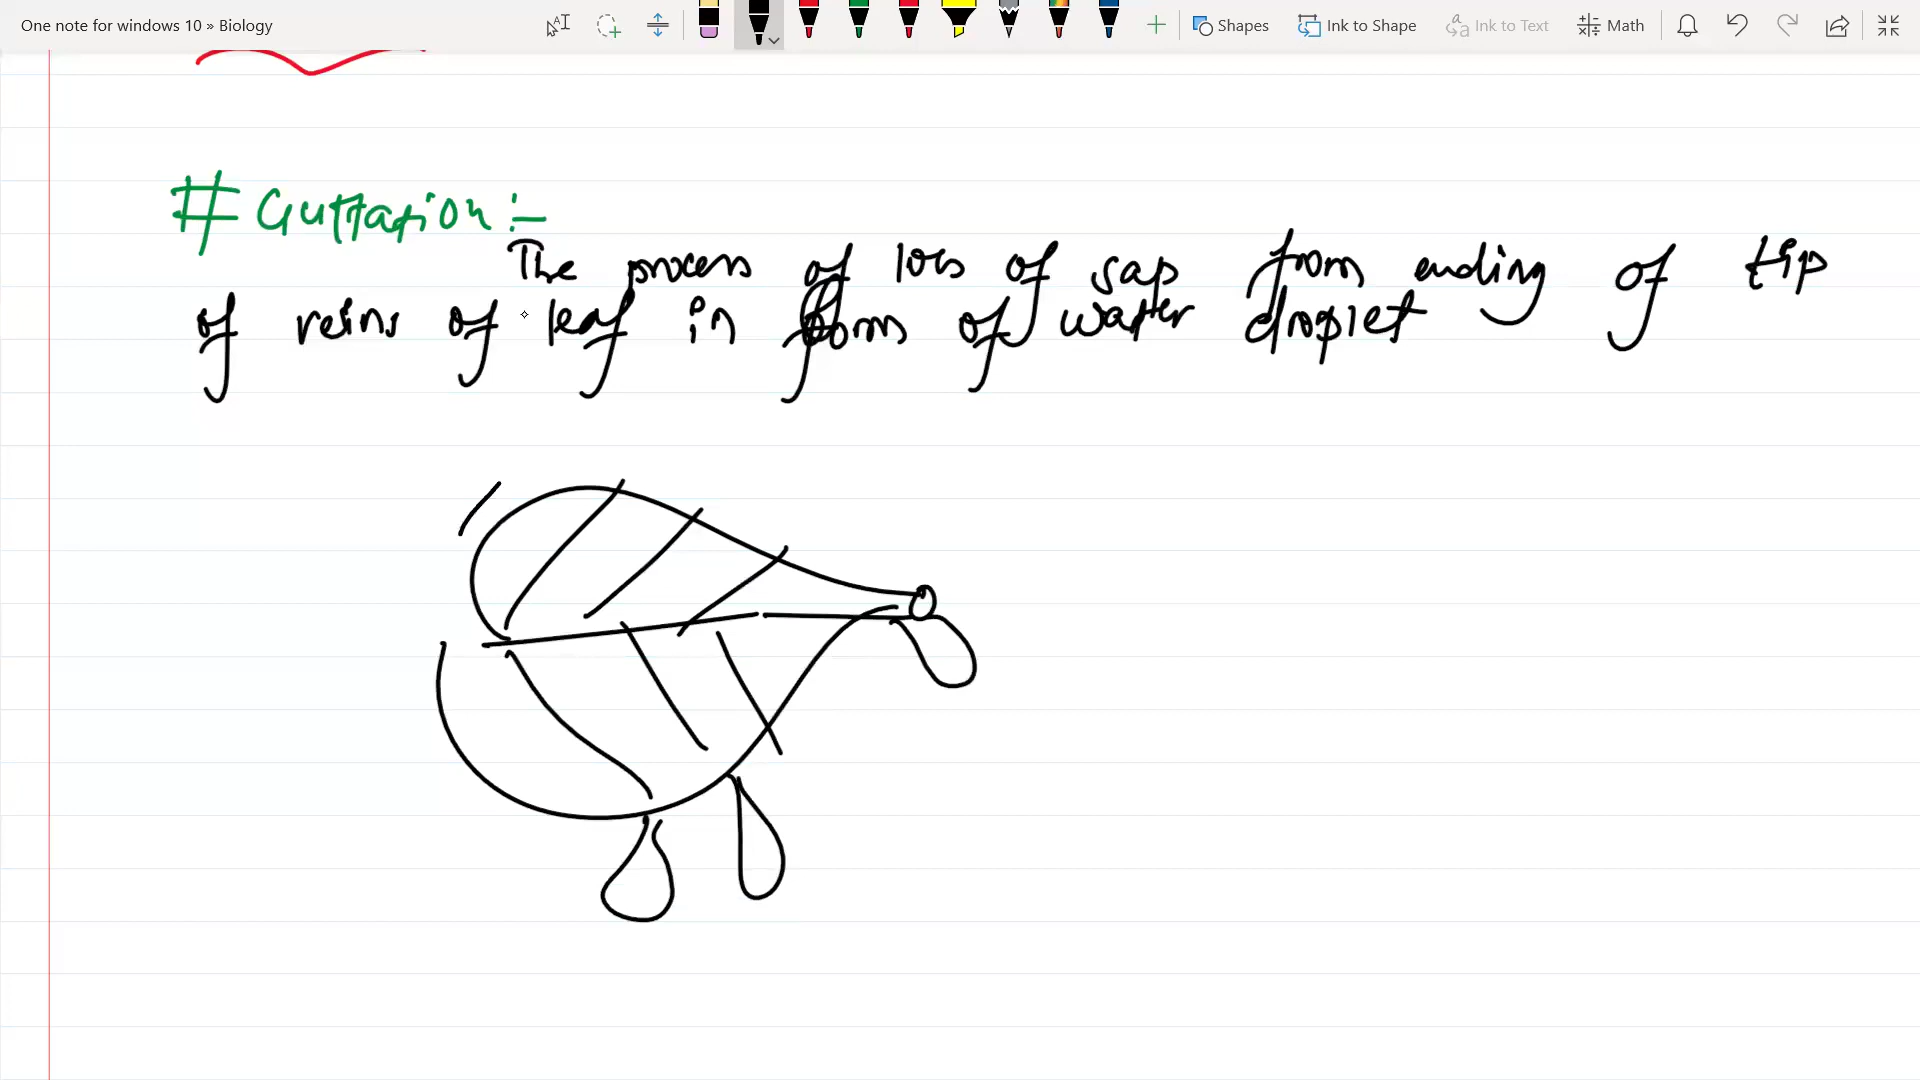 One note for windows 10 » Biology
Shapes
Ink to Shape
Ink to Text
Math
# Guttation :-
The process of loss of sap from ending of tip
of veins of leaf in form of water droplet